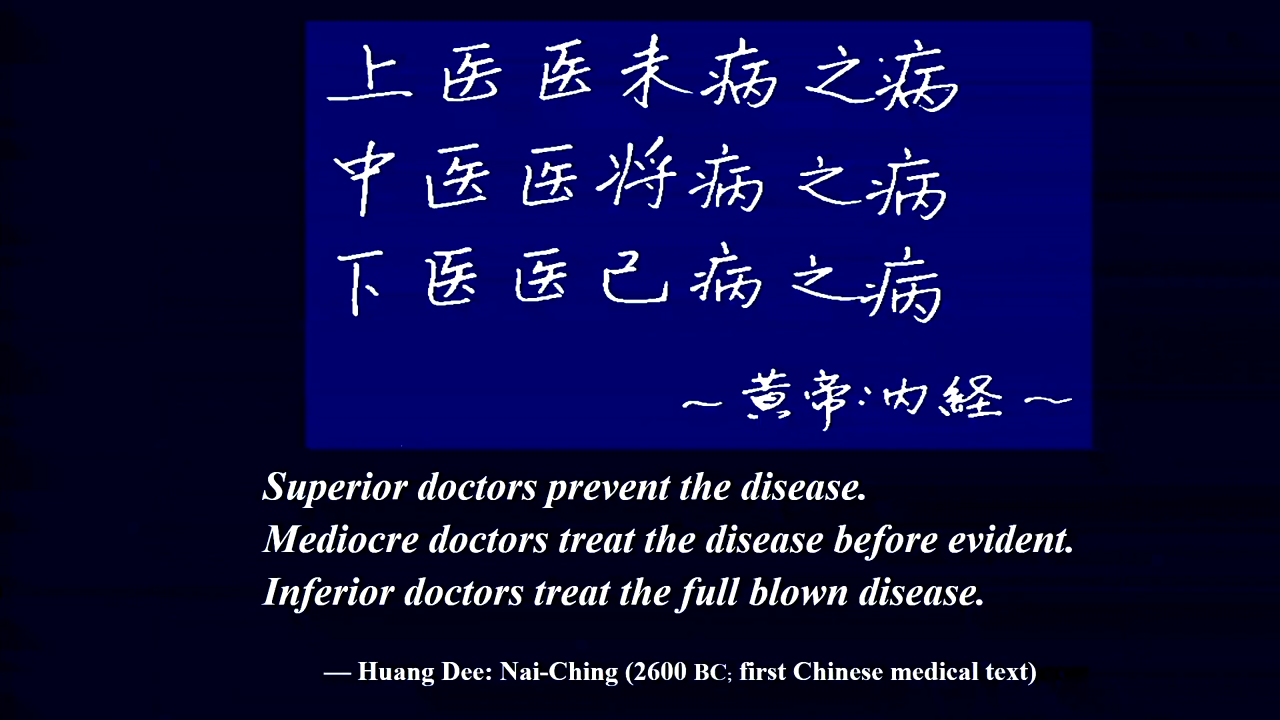 上医医未病之病
中医医将病之病
下医医已病之病
~黄帝:内経~
Superior doctors prevent the disease.
Mediocre doctors treat the disease before evident.
Inferior doctors treat the full blown disease.
— Huang Dee: Nai-Ching (2600 BC; first Chinese medical text)